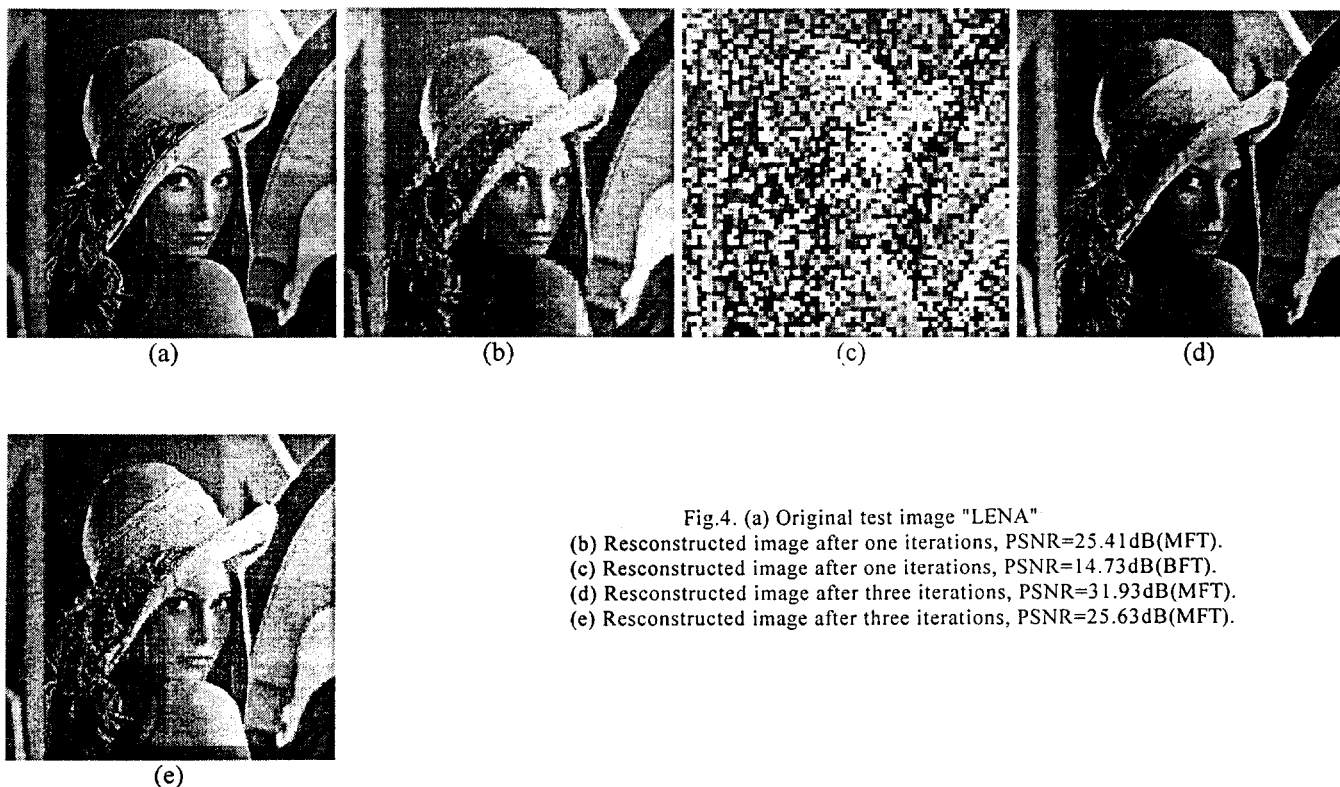 (a)
(b)
(c)
(d)
(e)
Fig.4. (a) Original test image "LENA"
(b) Resconstructed image after one iterations, PSNR=25.41dB(MFT).
(c) Resconstructed image after one iterations, PSNR=14.73dB(BFT).
(d) Resconstructed image after three iterations, PSNR=31.93dB(MFT).
(e) Resconstructed image after three iterations, PSNR=25.63dB(MFT).